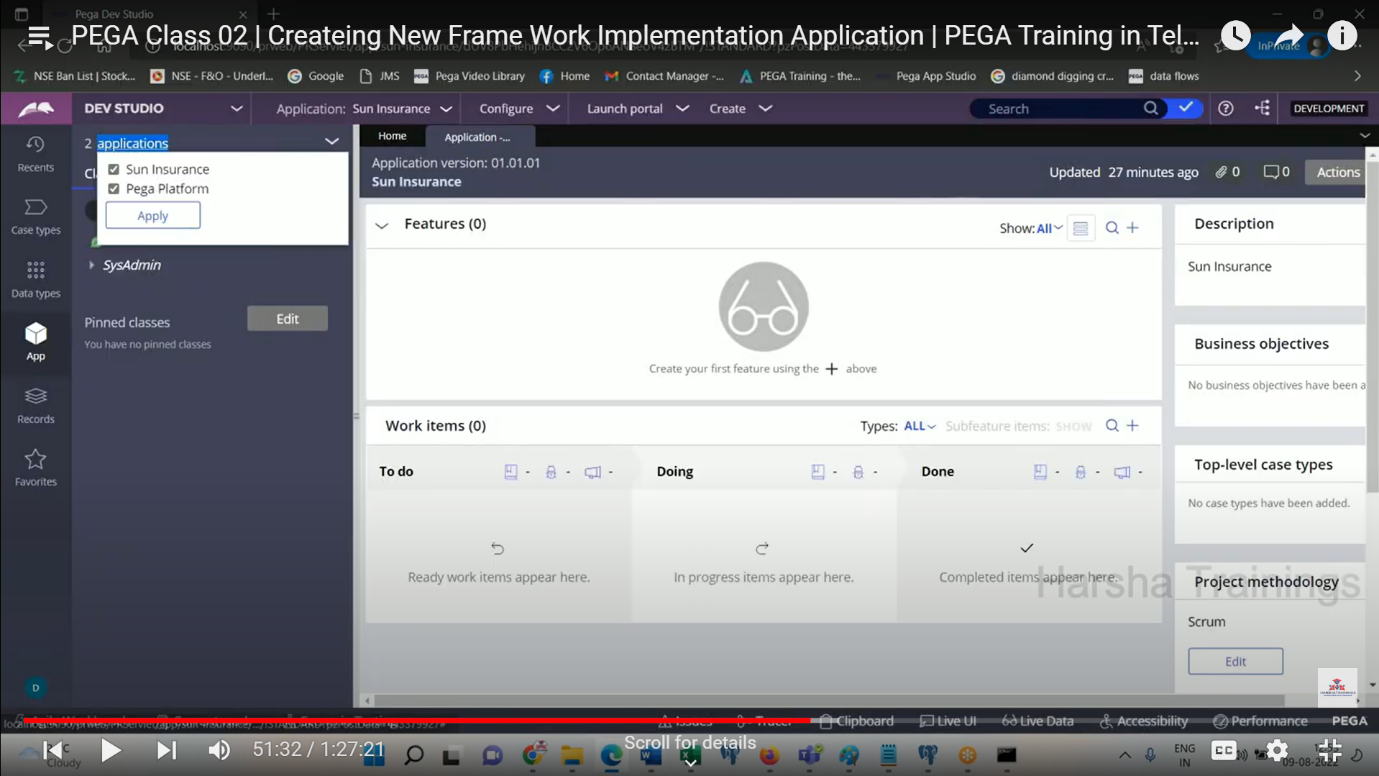 Pega Dev Studio
PEGA Class 02 | Createing New Frame Work Implementation Application | PEGA Training in Tel...
InPrivate
NSE Ban List | Stock...
NSE - F&O - Underl...
Google
JMS
Pega Video Library
Home
Contact Manager -...
PEGA Training - the...
Pega App Studio
diamond digging cr...
data flows
DEV STUDIO
Application: Sun Insurance
Configure
Launch portal
Create
Search
DEVELOPMENT
Recents
Case types
Data types
App
Records
Favorites
D
2 applications
Sun Insurance
Pega Platform
Apply
SysAdmin
Pinned classes
Edit
You have no pinned classes
Home
Application -...
Application version: 01.01.01
Sun Insurance
Updated 27 minutes ago
0
0
Actions
Features (0)
Show: All
Create your first feature using the + above
Work items (0)
Types: ALL
Subfeature items: SHOW
To do
- - -
Doing
- -
Done
- - -
Ready work items appear here.
In progress items appear here.
Completed items appear here.
Description
Sun Insurance
Business objectives
No business objectives have been a
Top-level case types
No case types have been added.
Project methodology
Scrum
Edit
Harsha Trainings
Issues
Tracer
Clipboard
Live UI
Live Data
Accessibility
Performance
PEGA
51:32 / 1:27:21
Scroll for details
Cloudy
ENG
IN
CC
09-08-2022